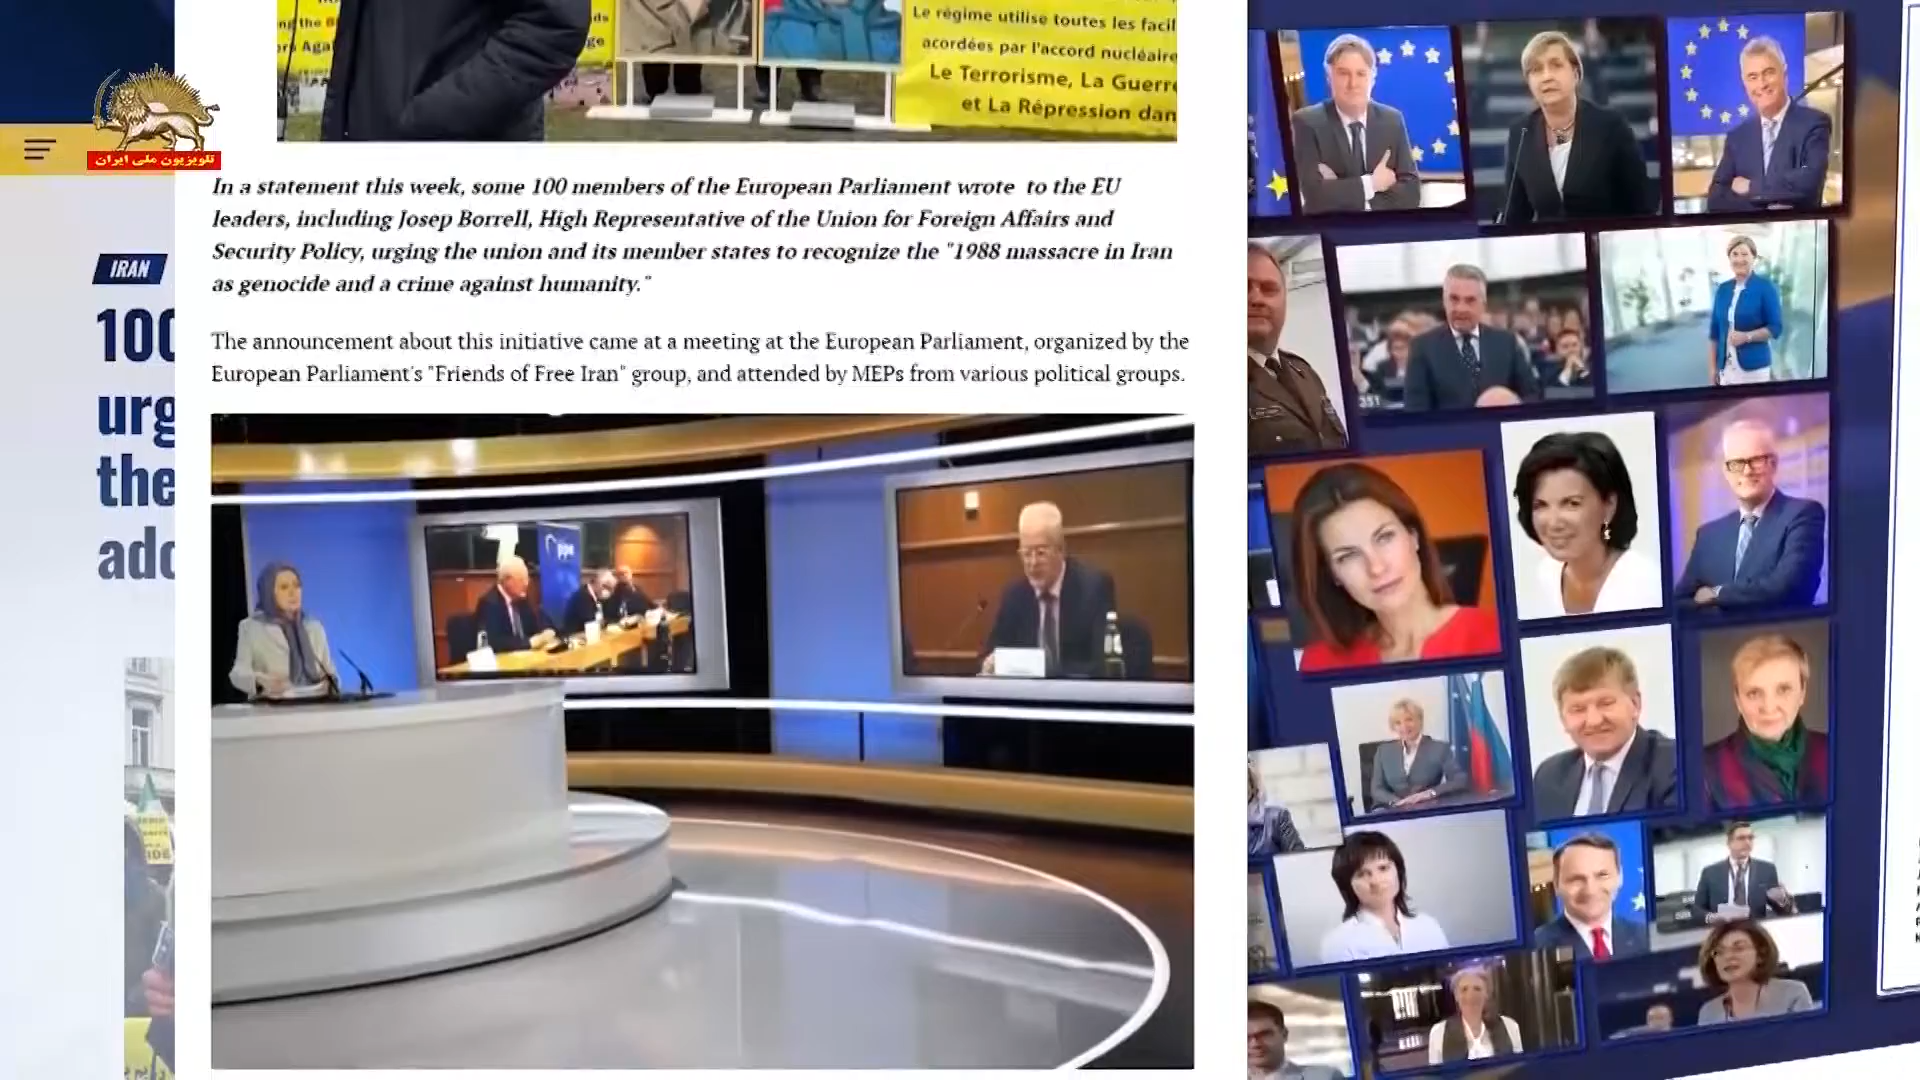 Le régime utilise toutes les facil
acordées par l'accord nucléaire
Le Terrorisme, La Guerre
et La Répression dan
تلویزیون ملی ایران
In a statement this week, some 100 members of the European Parliament wrote to the EU
leaders, including Josep Borrell, High Representative of the Union for Foreign Affairs and
Security Policy, urging the union and its member states to recognize the "1988 massacre in Iran
as genocide and a crime against humanity."
The announcement about this initiative came at a meeting at the European Parliament, organized by the
European Parliament's "Friends of Free Iran" group, and attended by MEPs from various political groups.
IRAN
100
urg
the
ppe